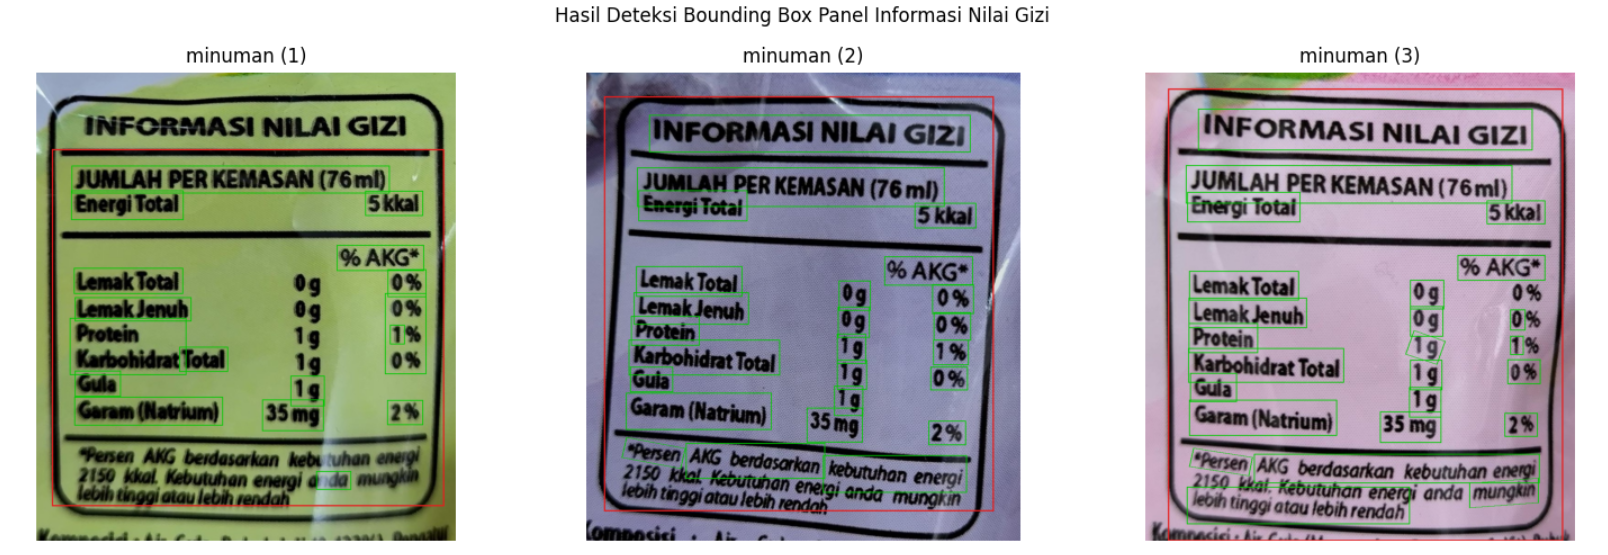 Hasil Deteksi Bounding Box Panel Informasi Nilai Gizi
minuman (1)
INFORMASI NILAI GIZI
JUMLAH PER KEMASAN (76 ml)
Energi Total 5 kkal
% AKG*
Lemak Total 0 g 0 %
Lemak Jenuh 0 g 0 %
Protein 1 g 1 %
Karbohidrat Total 1 g 0 %
Gula 1 g
Garam (Natrium) 35 mg 2 %
*Persen AKG berdasarkan kebutuhan energi
2150 kkal. Kebutuhan energi anda mungkin
lebih tinggi atau lebih rendah
minuman (2)
INFORMASI NILAI GIZI
JUMLAH PER KEMASAN (76 ml)
Energi Total 5 kkal
% AKG*
Lemak Total 0 g 0 %
Lemak Jenuh 0 g 0 %
Protein 1 g 1 %
Karbohidrat Total 1 g 0 %
Gula 1 g
Garam (Natrium) 35 mg 2 %
*Persen AKG berdasarkan kebutuhan energi
2150 kkal. Kebutuhan energi anda mungkin
lebih tinggi atau lebih rendah
minuman (3)
INFORMASI NILAI GIZI
JUMLAH PER KEMASAN (76 ml)
Energi Total 5 kkal
% AKG*
Lemak Total 0 g 0 %
Lemak Jenuh 0 g 0 %
Protein 1 g 1 %
Karbohidrat Total 1 g 0 %
Gula 1 g
Garam (Natrium) 35 mg 2 %
*Persen AKG berdasarkan kebutuhan energi
2150 kkal. Kebutuhan energi anda mungkin
lebih tinggi atau lebih rendah